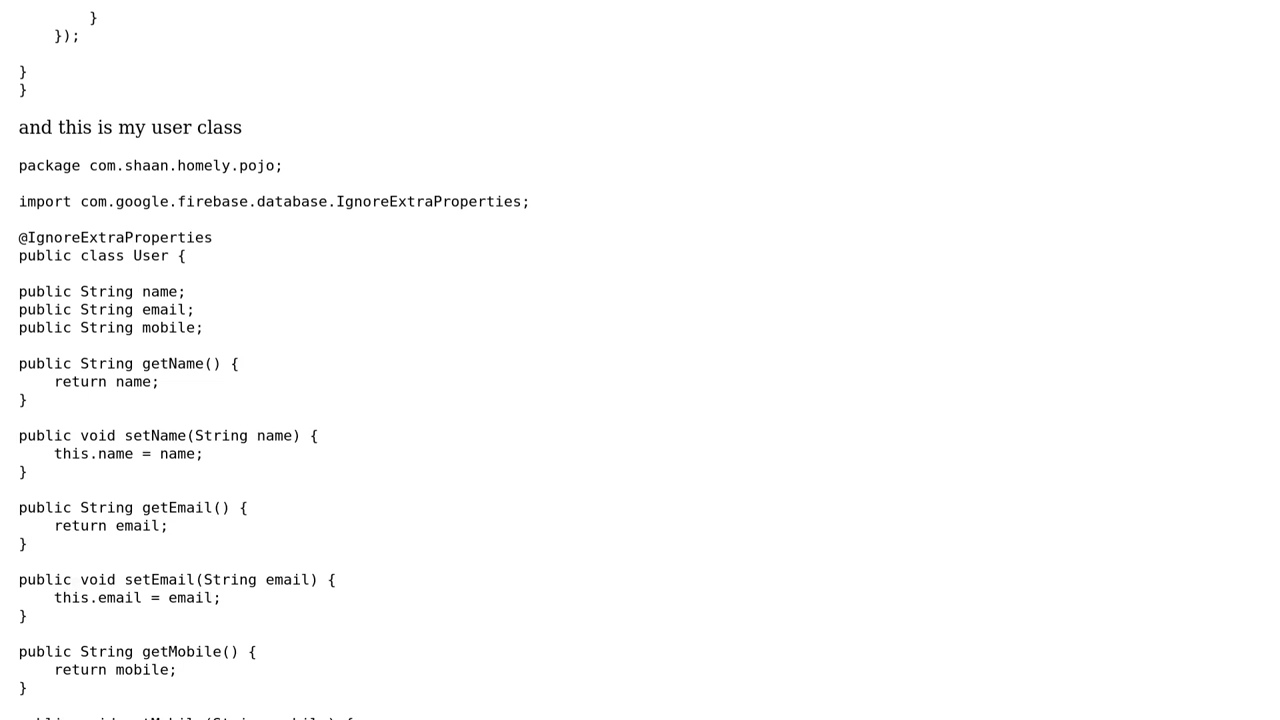 }
    });

}
}
and this is my user class
package com.shaan.homely.pojo;

import com.google.firebase.database.IgnoreExtraProperties;

@IgnoreExtraProperties
public class User {

public String name;
public String email;
public String mobile;

public String getName() {
    return name;
}

public void setName(String name) {
    this.name = name;
}

public String getEmail() {
    return email;
}

public void setEmail(String email) {
    this.email = email;
}

public String getMobile() {
    return mobile;
}